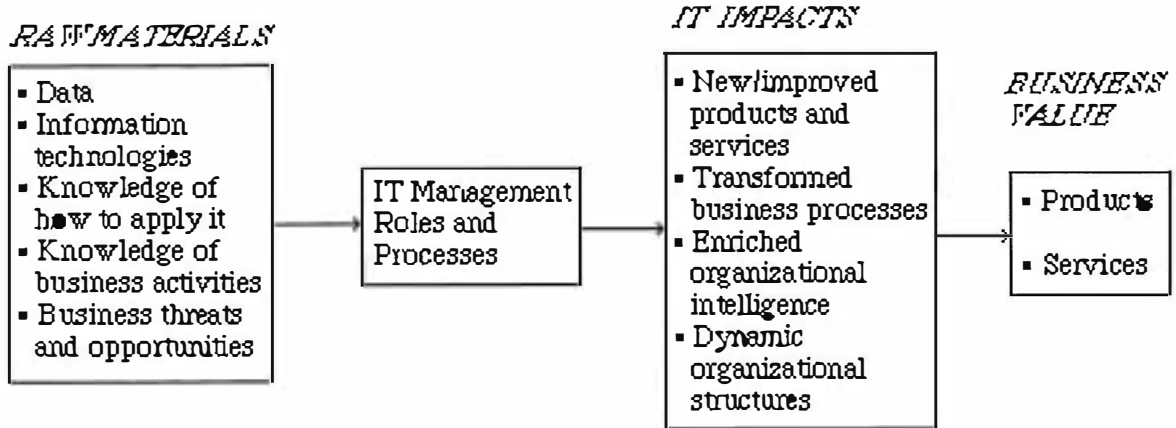 RAW MATERIALS
▪ Data
▪ Information
technologies
▪ Knowledge of
how to apply it
▪ Knowledge of
business activities
▪ Business threats
and opportunities
IT Management
Roles and
Processes
IT IMPACTS
▪ New/improved
products and
services
▪ Transformed
business processes
▪ Enriched
organizational
intelligence
▪ Dynamic
organizational
structures
BUSINESS
VALUE
▪ Products
▪ Services